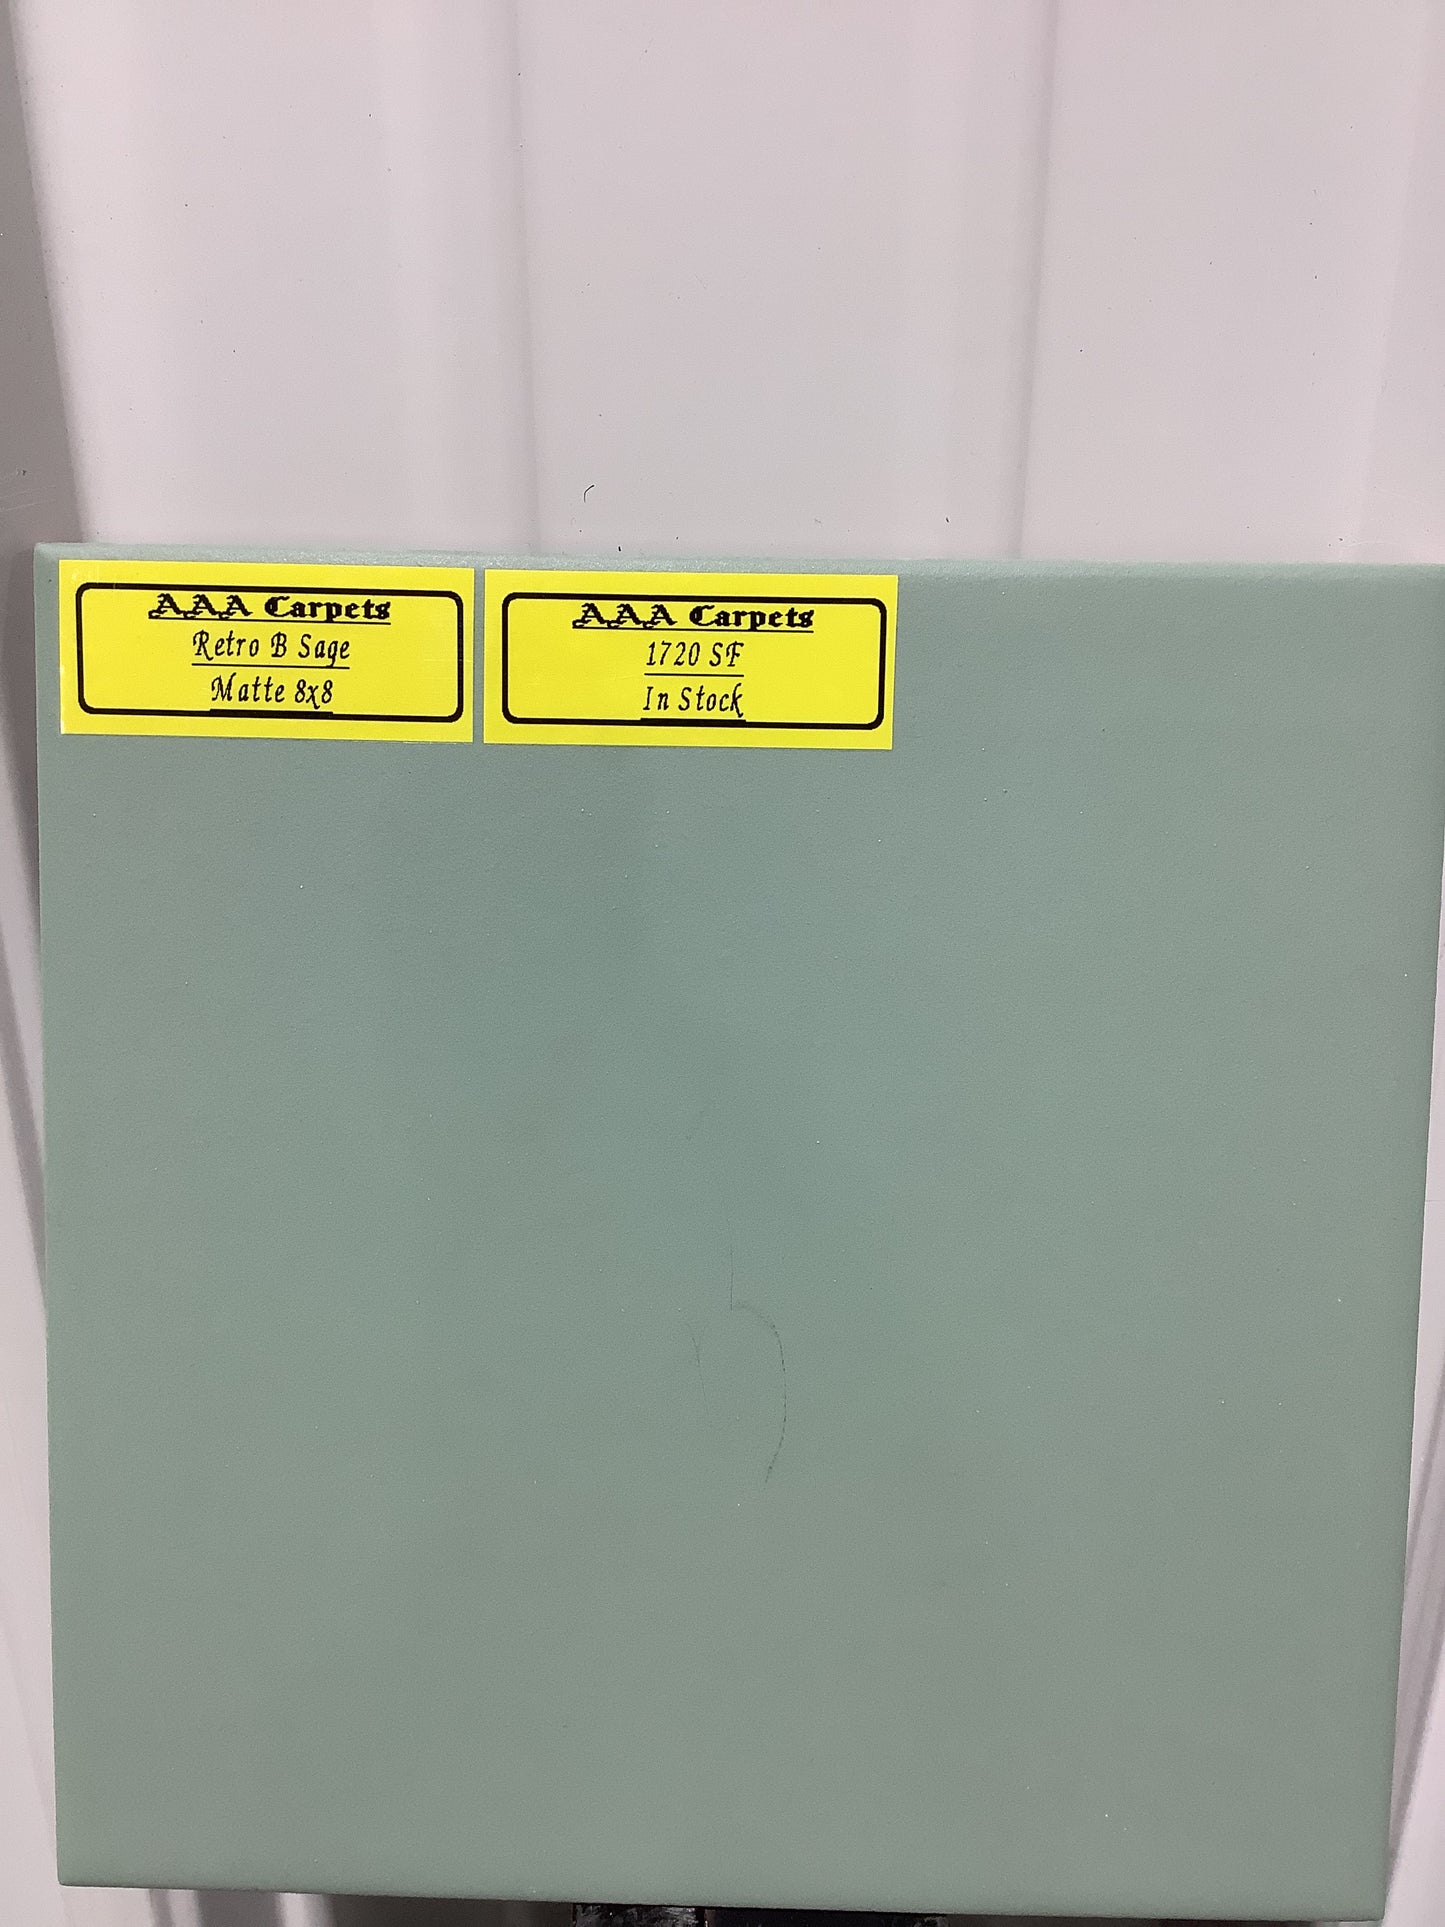 AAA Carpets
Retro B Sage
Matte 8x8
AAA Carpets
1720 SF
In Stock